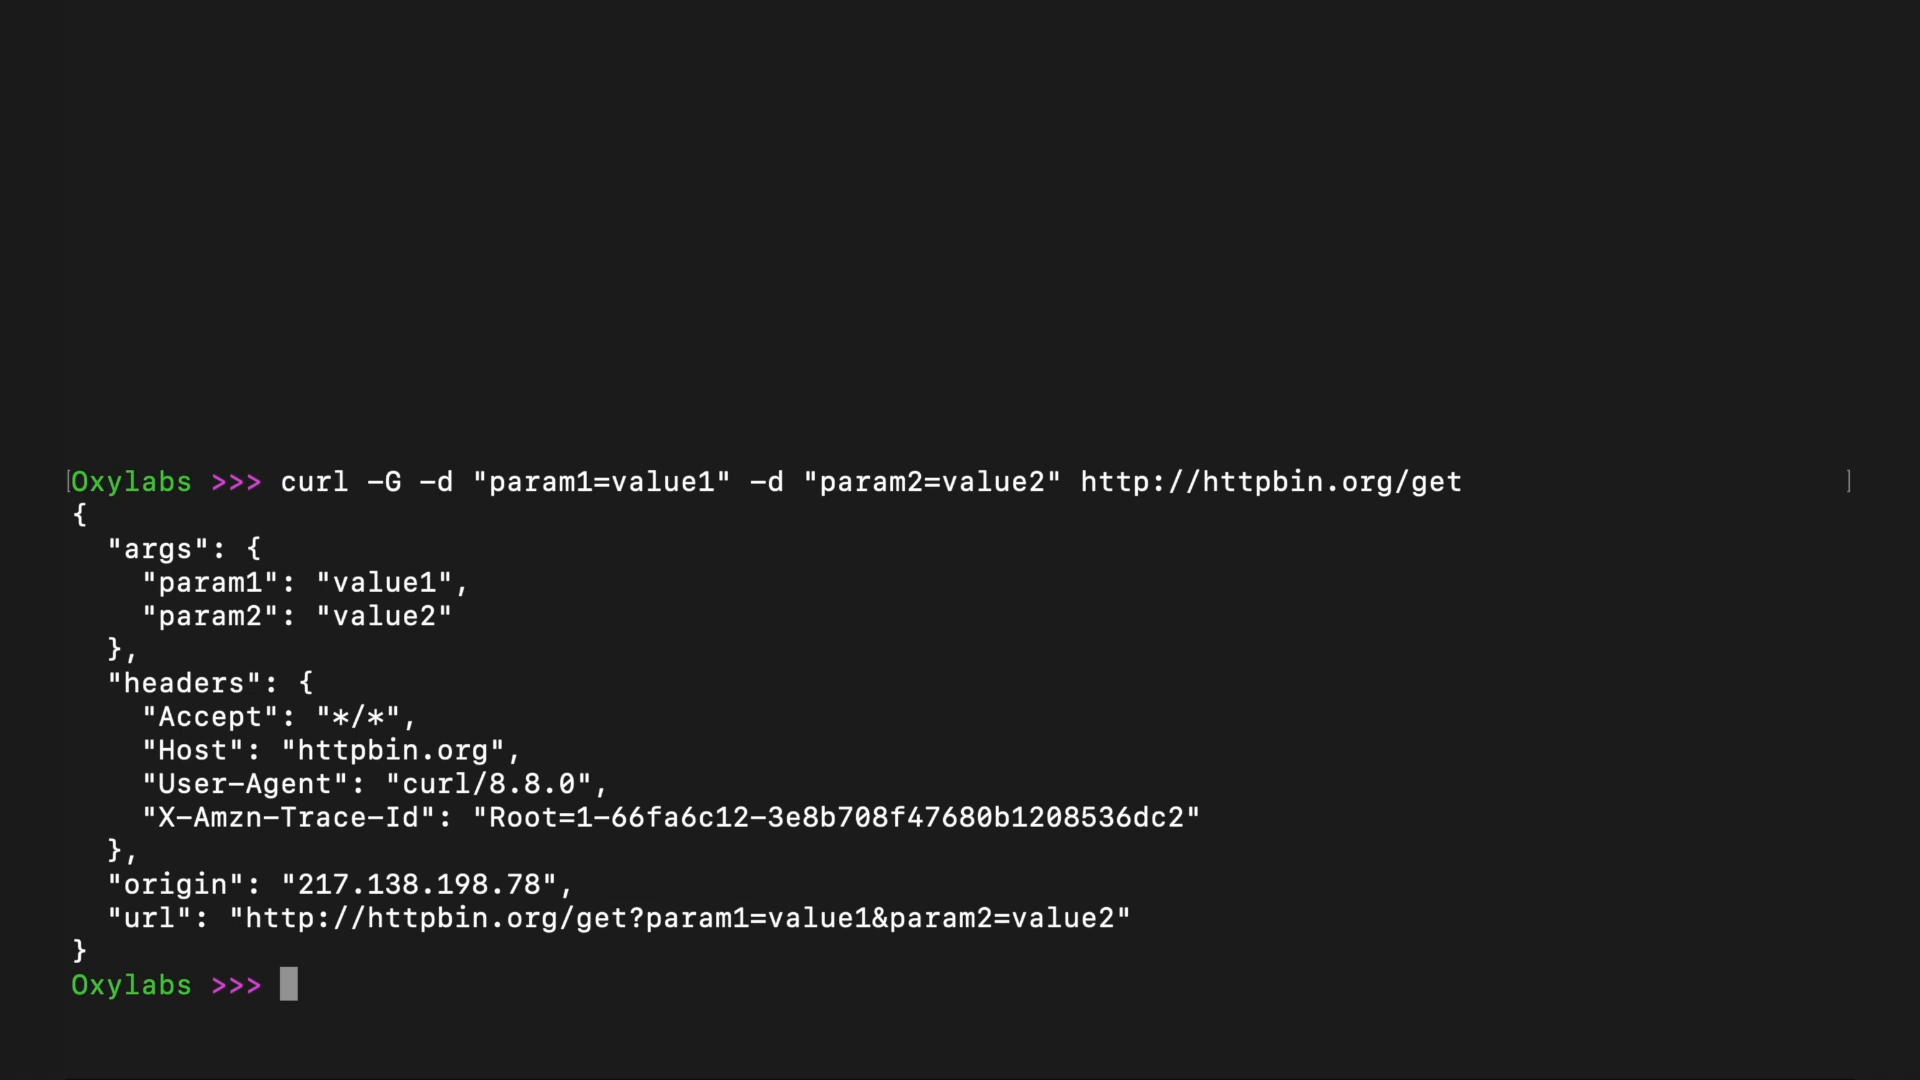 [Oxylabs >>> curl -G -d "param1=value1" -d "param2=value2" http://httpbin.org/get ]
{
  "args": {
    "param1": "value1",
    "param2": "value2"
  },
  "headers": {
    "Accept": "*/*",
    "Host": "httpbin.org",
    "User-Agent": "curl/8.8.0",
    "X-Amzn-Trace-Id": "Root=1-66fa6c12-3e8b708f47680b1208536dc2"
  },
  "origin": "217.138.198.78",
  "url": "http://httpbin.org/get?param1=value1&param2=value2"
}
Oxylabs >>>